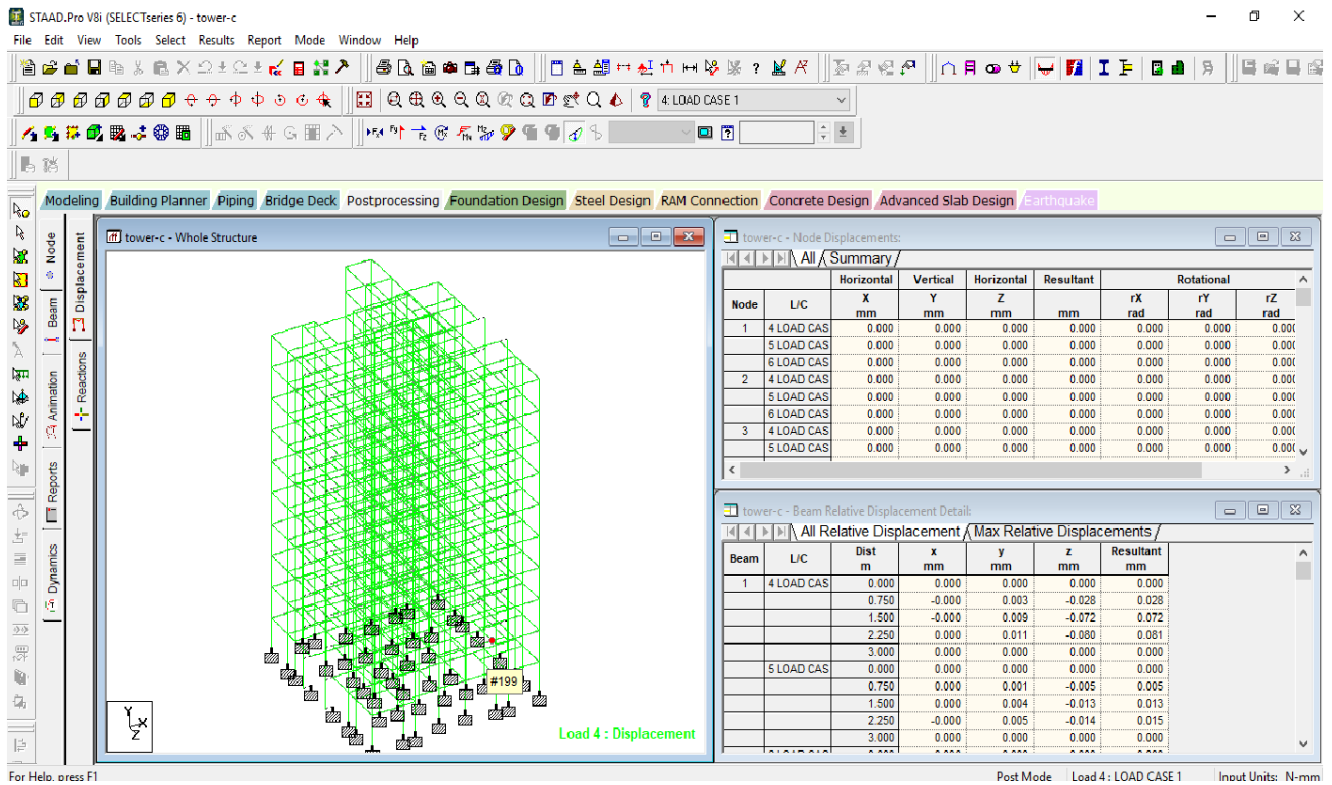 STAAD.Pro V8i (SELECTseries 6) - tower-c
File Edit View Tools Select Results Report Mode Window Help
4: LOAD CASE 1
Modeling Building Planner Piping Bridge Deck Postprocessing Foundation Design Steel Design RAM Connection Concrete Design Advanced Slab Design Earthquake
Node
Beam
Animation
Reports
Dynamics
Displacement
Reactions
tower-c - Whole Structure
#199
Y
X
Z
Load 4 : Displacement
tower-c - Node Displacements:
All Summary
Horizontal Vertical Horizontal Resultant Rotational
Node L/C X Y Z rX rY rZ
mm mm mm mm rad rad rad
1 4 LOAD CAS 0.000 0.000 0.000 0.000 0.000 0.000 0.000
5 LOAD CAS 0.000 0.000 0.000 0.000 0.000 0.000 0.000
6 LOAD CAS 0.000 0.000 0.000 0.000 0.000 0.000 0.000
2 4 LOAD CAS 0.000 0.000 0.000 0.000 0.000 0.000 0.000
5 LOAD CAS 0.000 0.000 0.000 0.000 0.000 0.000 0.000
6 LOAD CAS 0.000 0.000 0.000 0.000 0.000 0.000 0.000
3 4 LOAD CAS 0.000 0.000 0.000 0.000 0.000 0.000 0.000
5 LOAD CAS 0.000 0.000 0.000 0.000 0.000 0.000 0.000
tower-c - Beam Relative Displacement Detail:
All Relative Displacement Max Relative Displacements
Beam L/C Dist x y z Resultant
m mm mm mm mm
1 4 LOAD CAS 0.000 0.000 0.000 0.000 0.000
0.750 -0.000 0.003 -0.028 0.028
1.500 -0.000 0.009 -0.072 0.072
2.250 0.000 0.011 -0.080 0.081
3.000 0.000 0.000 0.000 0.000
5 LOAD CAS 0.000 0.000 0.000 0.000 0.000
0.750 0.000 0.001 -0.005 0.005
1.500 0.000 0.004 -0.013 0.013
2.250 -0.000 0.005 -0.014 0.015
3.000 0.000 0.000 0.000 0.000
For Help, press F1
Post Mode Load 4 : LOAD CASE 1 Input Units: N-mm